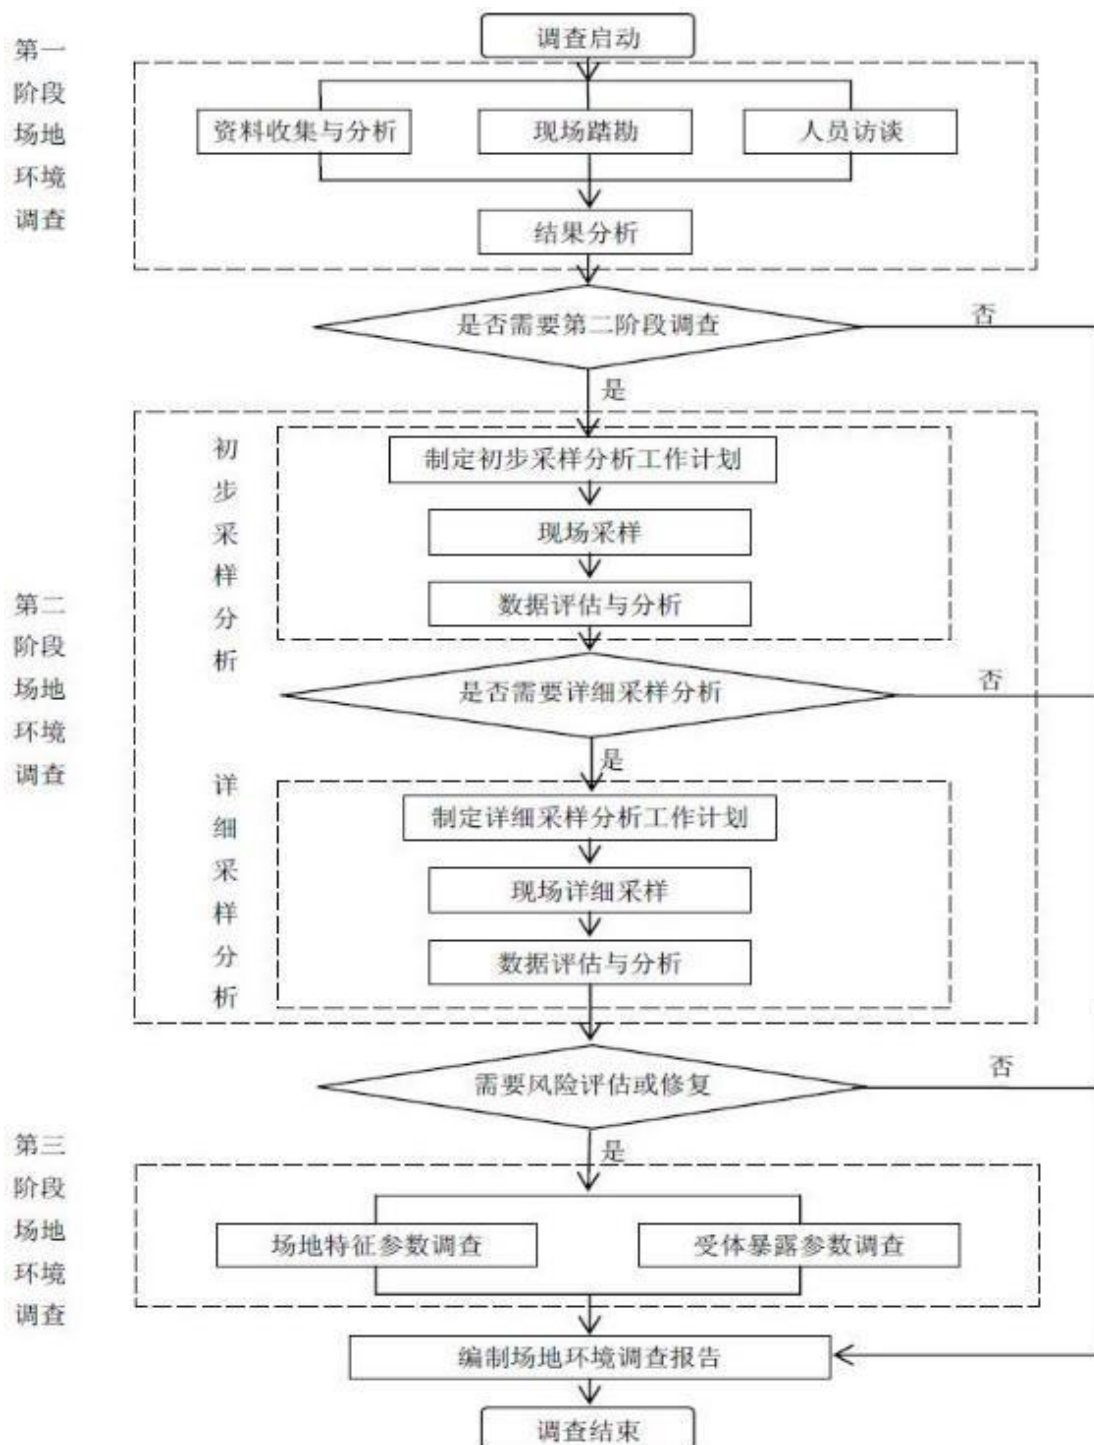 调查启动
第一
阶段
场地
环境
调查
资料收集与分析
现场踏勘
人员访谈
结果分析
是否需要第二阶段调查
否
是
第二
阶段
场地
环境
调查
初
步
采
样
分
析
制定初步采样分析工作计划
现场采样
数据评估与分析
是否需要详细采样分析
否
是
详
细
采
样
分
析
制定详细采样分析工作计划
现场详细采样
数据评估与分析
需要风险评估或修复
否
是
第三
阶段
场地
环境
调查
场地特征参数调查
受体暴露参数调查
编制场地环境调查报告
调查结束